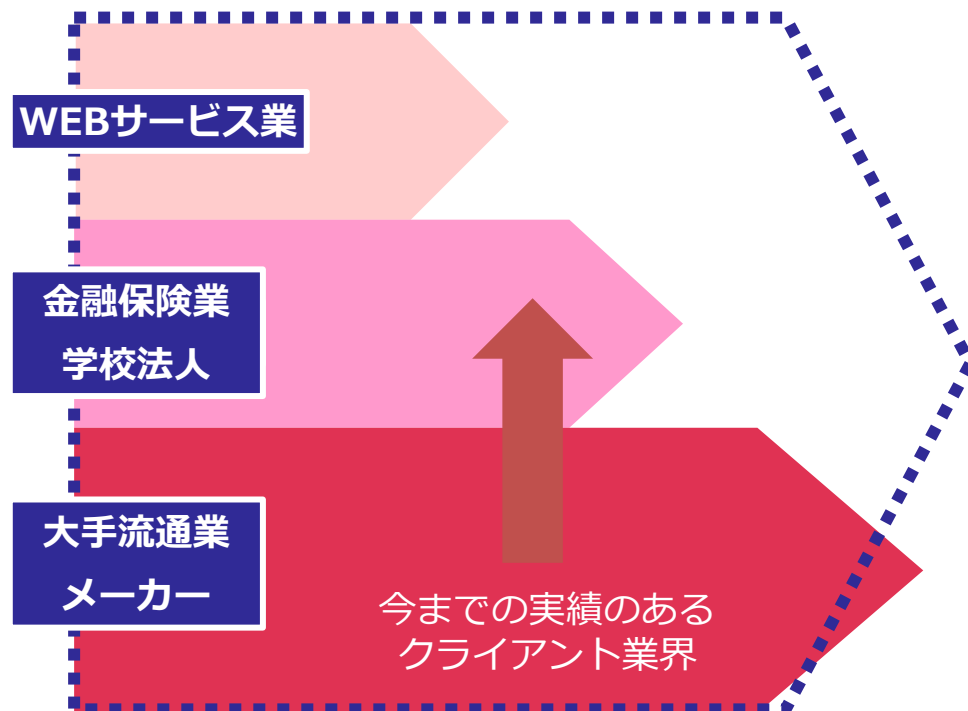 WEBサービス業
金融保険業
学校法人
大手流通業
メーカー
今までの実績のある
クライアント業界